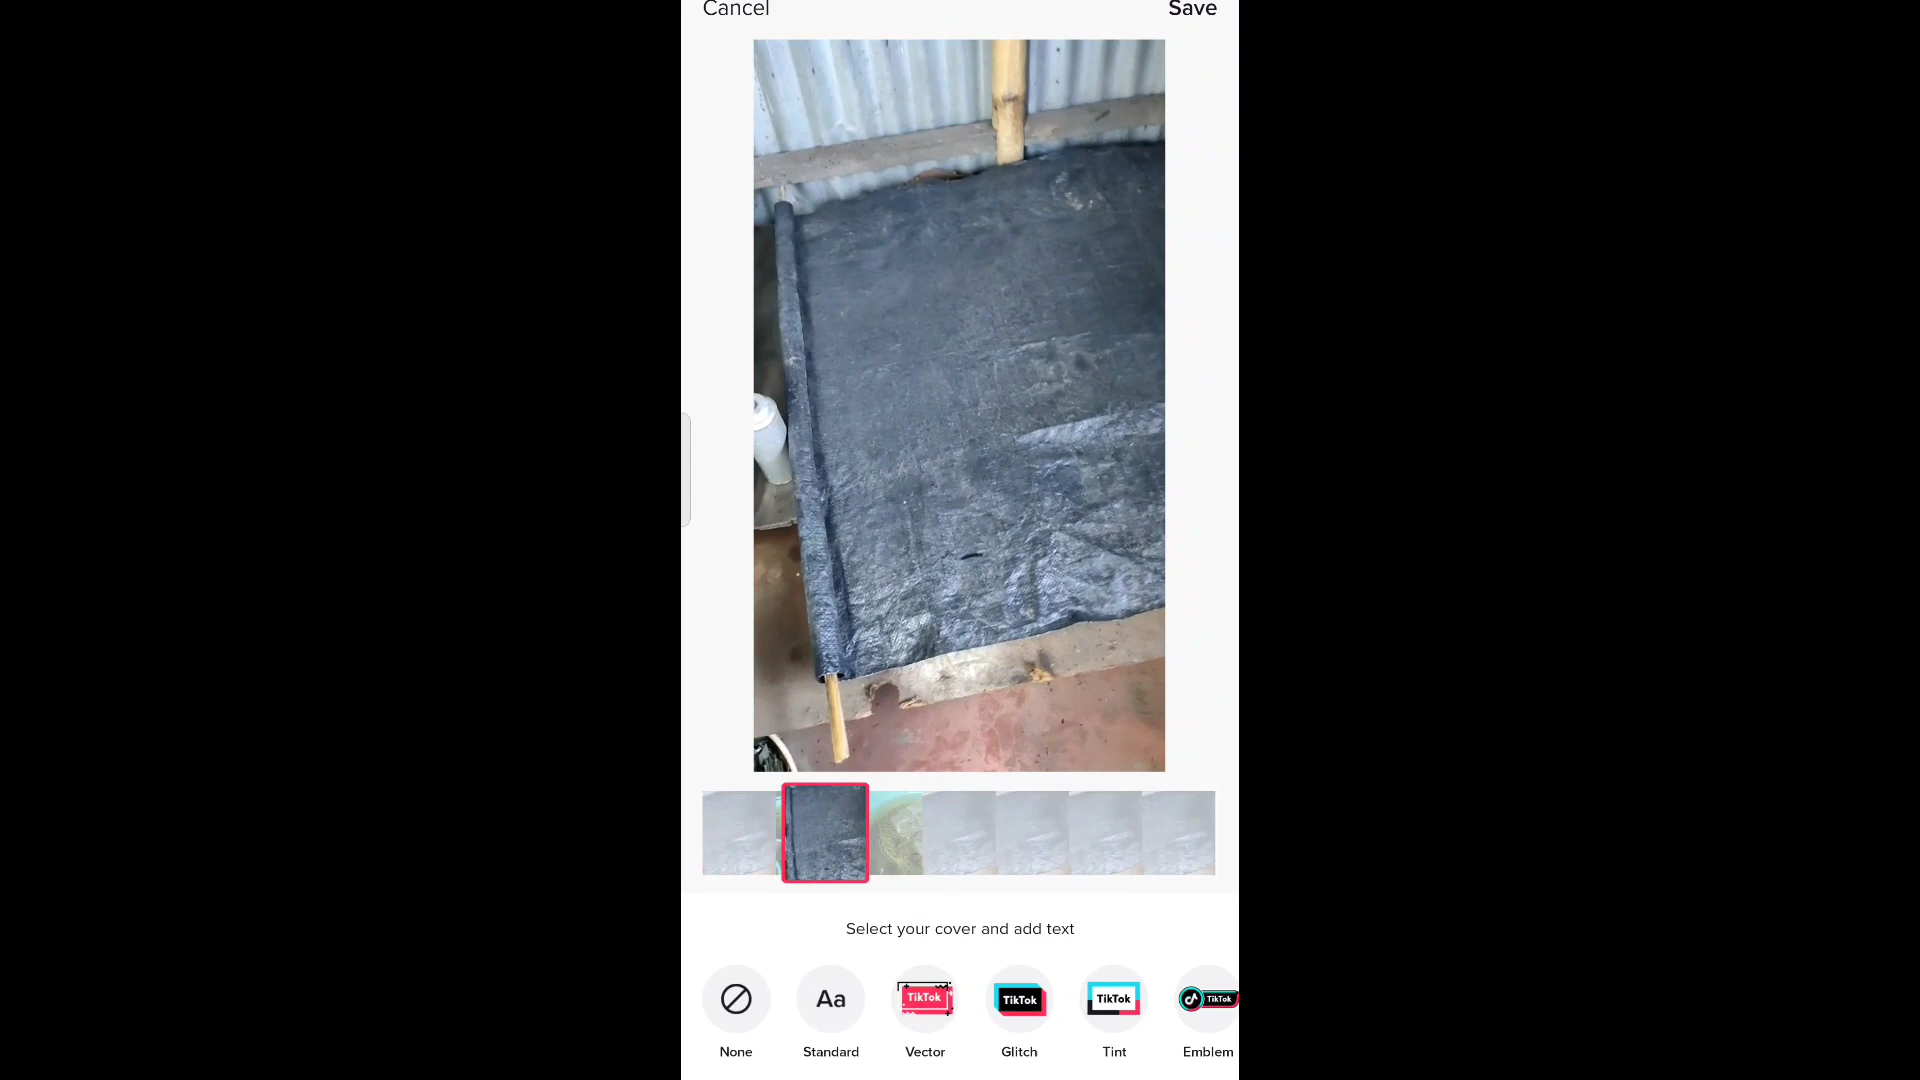 Cancel Save
Select your cover and add text
Aa TikTok TikTok TikTok TikTok
None Standard Vector Glitch Tint Emblem